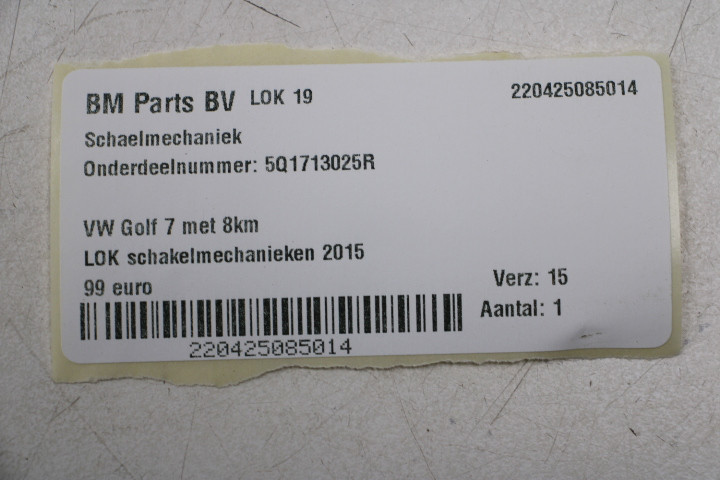 BM Parts BV LOK 19 220425085014
Schaelmechaniek
Onderdeelnummer: 5Q1713025R
VW Golf 7 met 8km
LOK schakelmechanieken 2015
99 euro Verz: 15
Aantal: 1
220425085014